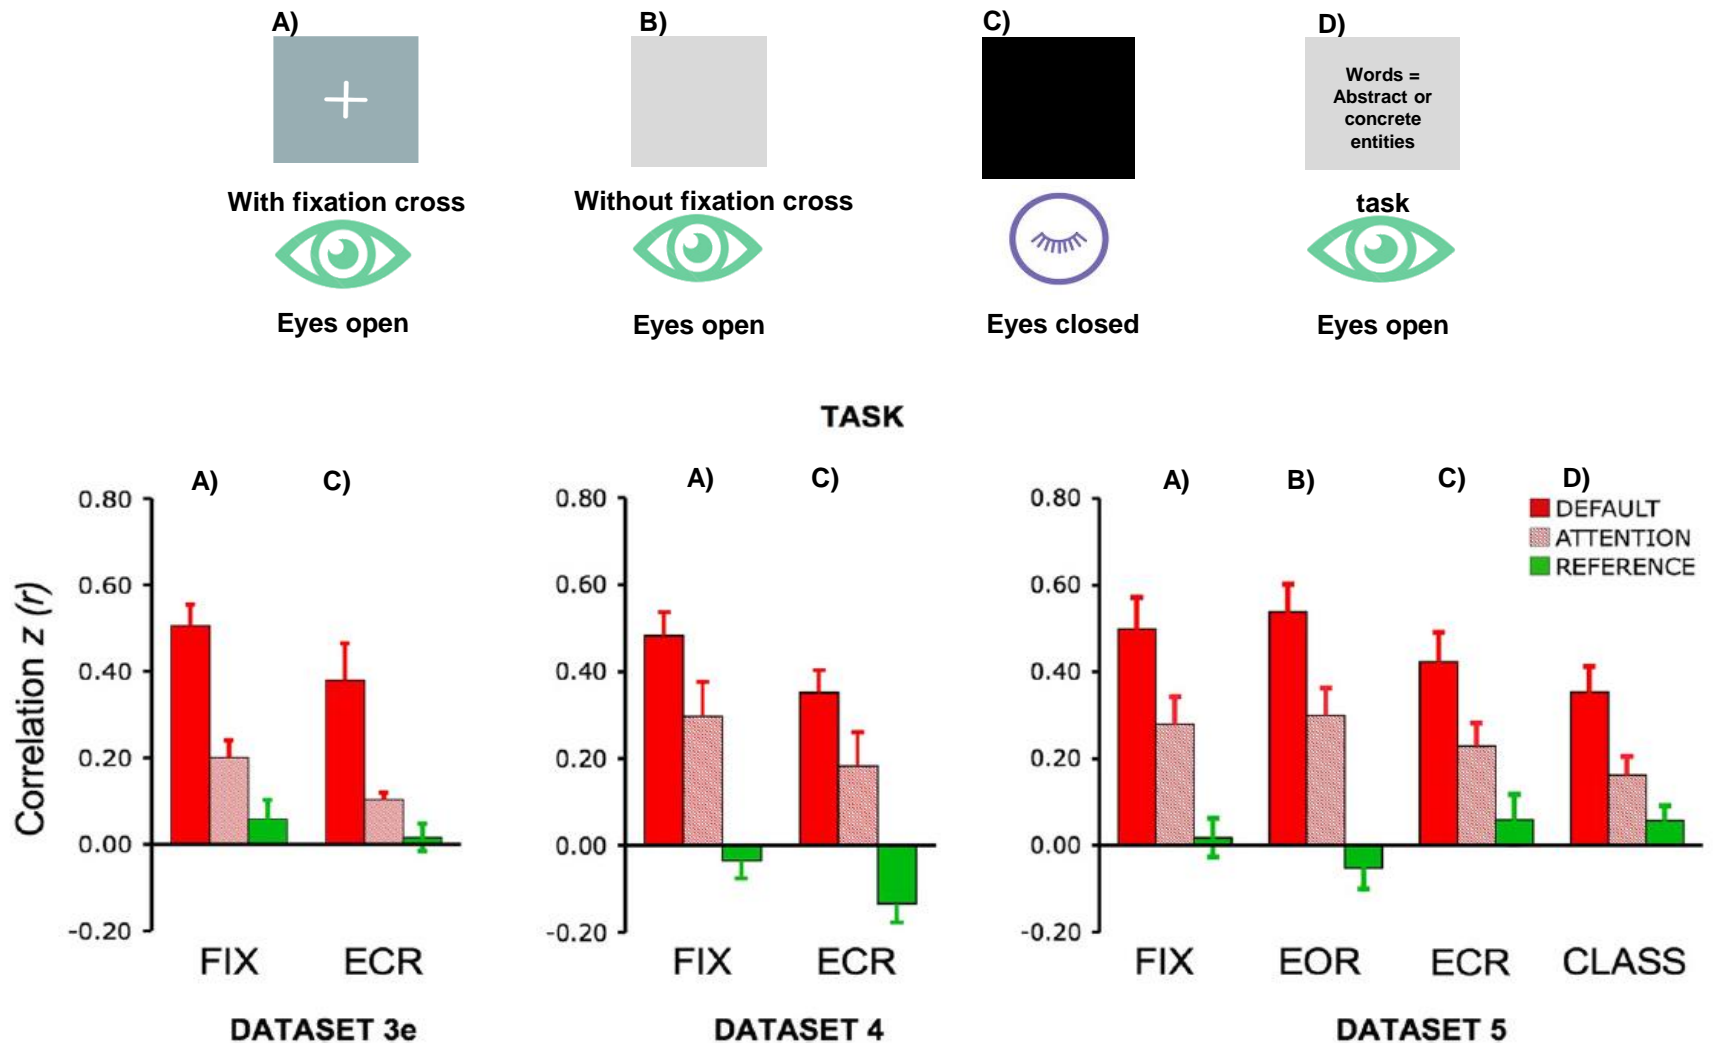 A)
B)
C)
D)
Words =
Abstract or
concrete
entities
With fixation cross
Without fixation cross
task
Eyes open
Eyes open
Eyes closed
Eyes open
TASK
Correlation z (r)
A)
C)
0.80
0.60
0.40
0.20
0.00
-0.20
FIX
ECR
DATASET 3e
A)
C)
0.80
0.60
0.40
0.20
0.00
-0.20
FIX
ECR
DATASET 4
A)
B)
C)
D)
0.80
0.60
0.40
0.20
0.00
-0.20
DEFAULT
ATTENTION
REFERENCE
FIX
EOR
ECR
CLASS
DATASET 5